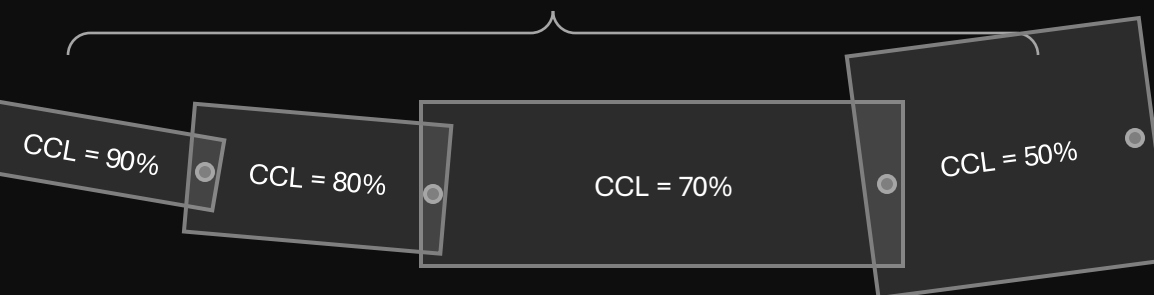 CCL = 90%
CCL = 80%
CCL = 70%
CCL = 50%